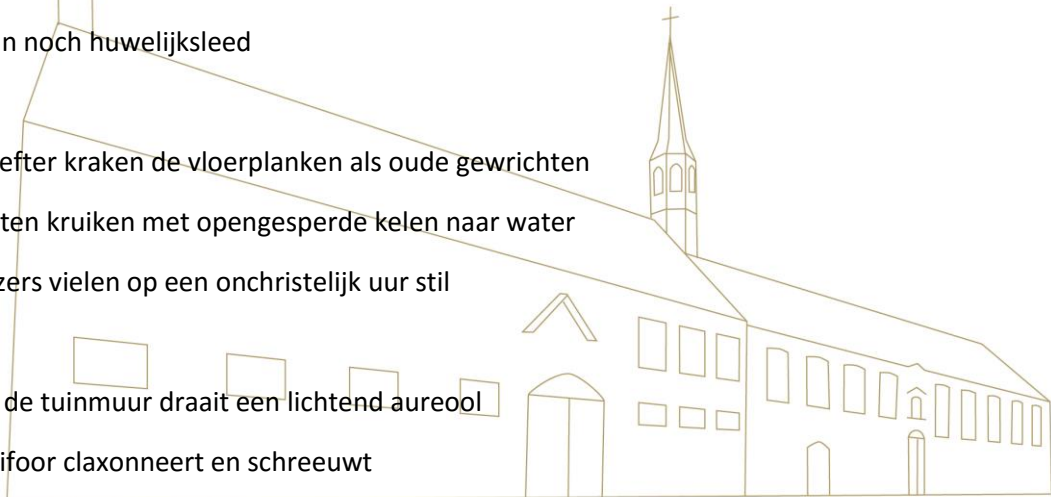 n noch huwelijksleed
efter kraken de vloerplanken als oude gewrichten
ten kruiken met opengesperde kelen naar water
zers vielen op een onchristelijk uur stil
de tuinmuur draait een lichtend aureool
ifoor claxonneert en schreeuwt